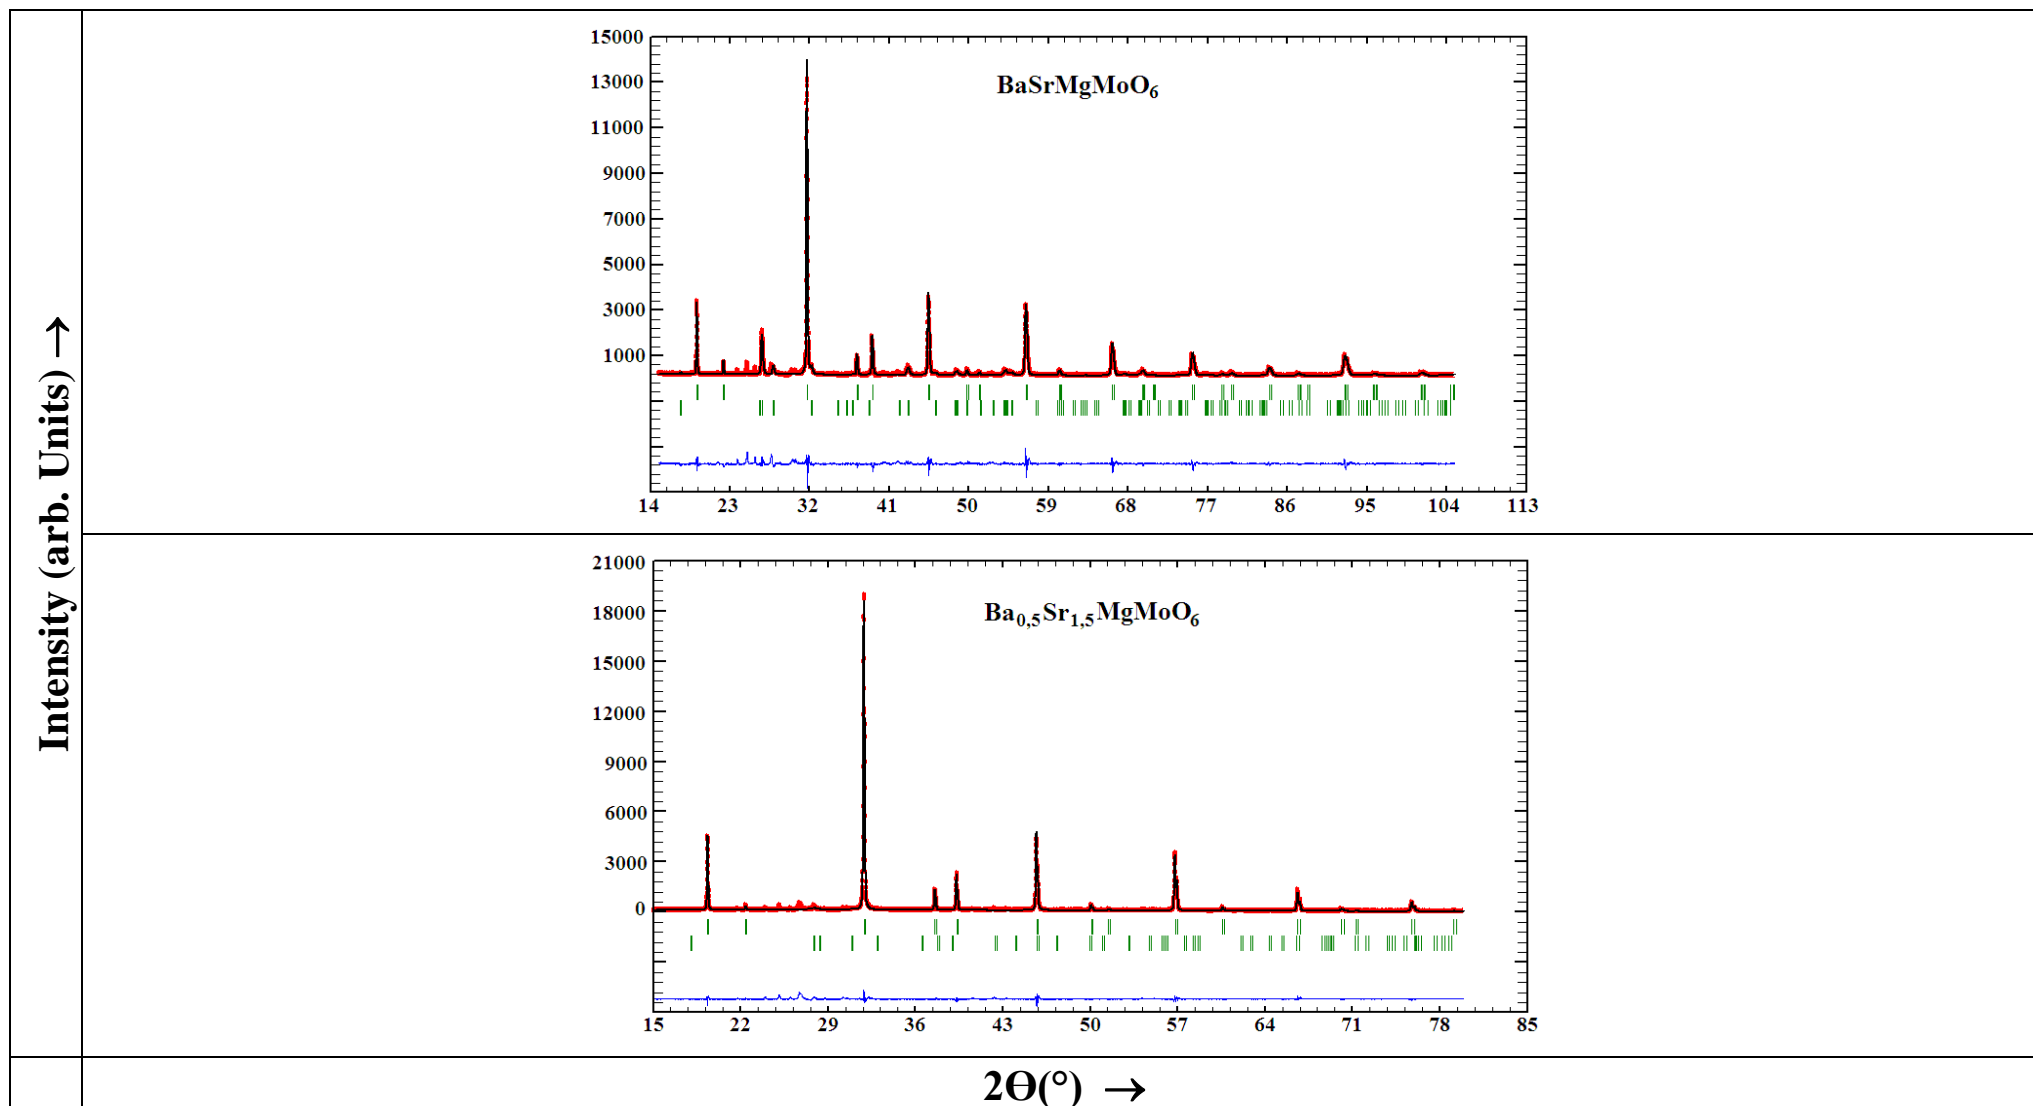 Intensity (arb. Units) →
15000
13000
11000
9000
7000
5000
3000
1000
BaSrMgMoO6
14 23 32 41 50 59 68 77 86 95 104 113
21000
18000
15000
12000
9000
6000
3000
0
Ba0,5Sr1,5MgMoO6
15 22 29 36 43 50 57 64 71 78 85
2ϴ(°) →